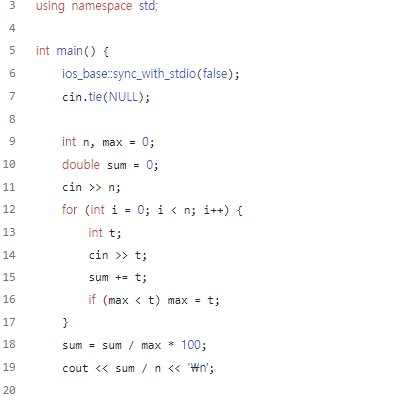 3 using namespace std;
4
5 int main() {
6 ios_base::sync_with_stdio(false);
7 cin.tie(NULL);
8
9 int n, max = 0;
10 double sum = 0;
11 cin >> n;
12 for (int i = 0; i < n; i++) {
13 int t;
14 cin >> t;
15 sum += t;
16 if (max < t) max = t;
17 }
18 sum = sum / max * 100;
19 cout << sum / n << '₩n';
20